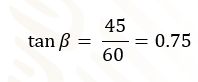 tan β = 45/60 = 0.75